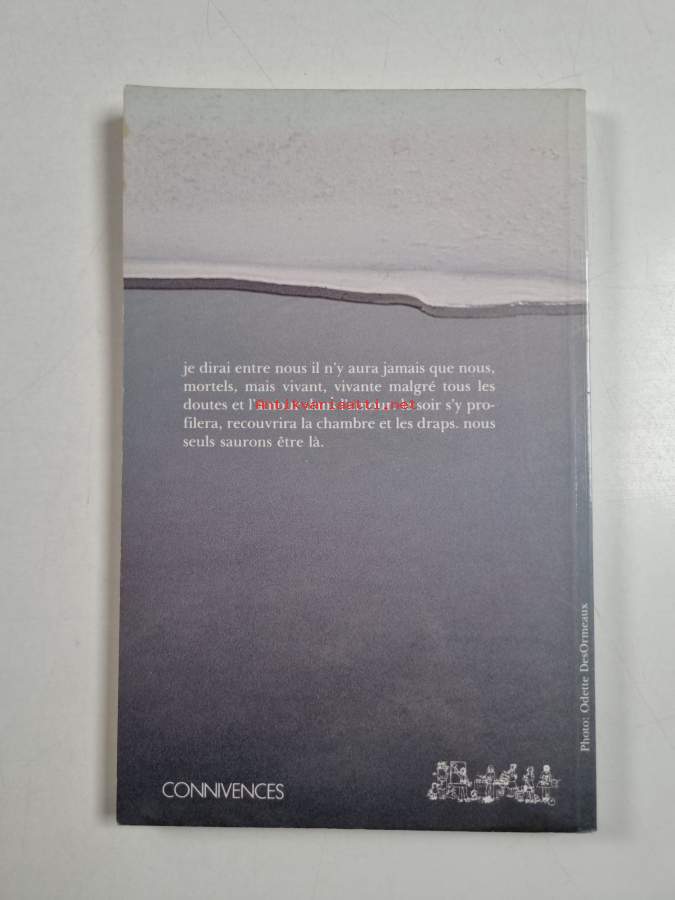 je dirai entre nous il n'y aura jamais que nous,
mortels, mais vivant, vivante malgré tous les
doutes et soir s'y pro-
filera, recouvrira la chambre et les draps. nous
seuls saurons être là.
Antikvariaatti.net
Photo: Odette DesOrmeaux
CONNIVENCES